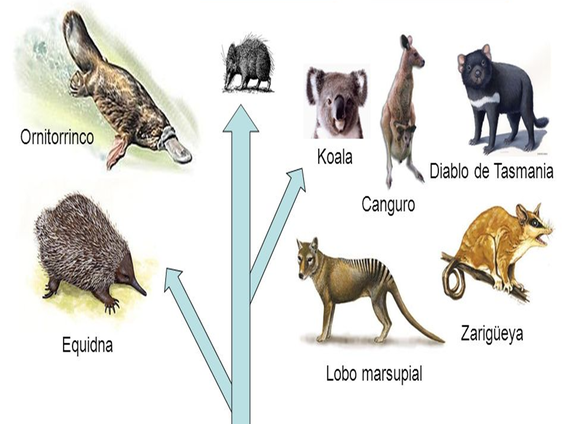 Ornitorrinco
Koala
Diablo de Tasmania
Canguro
Equidna
Zarigüeya
Lobo marsupial